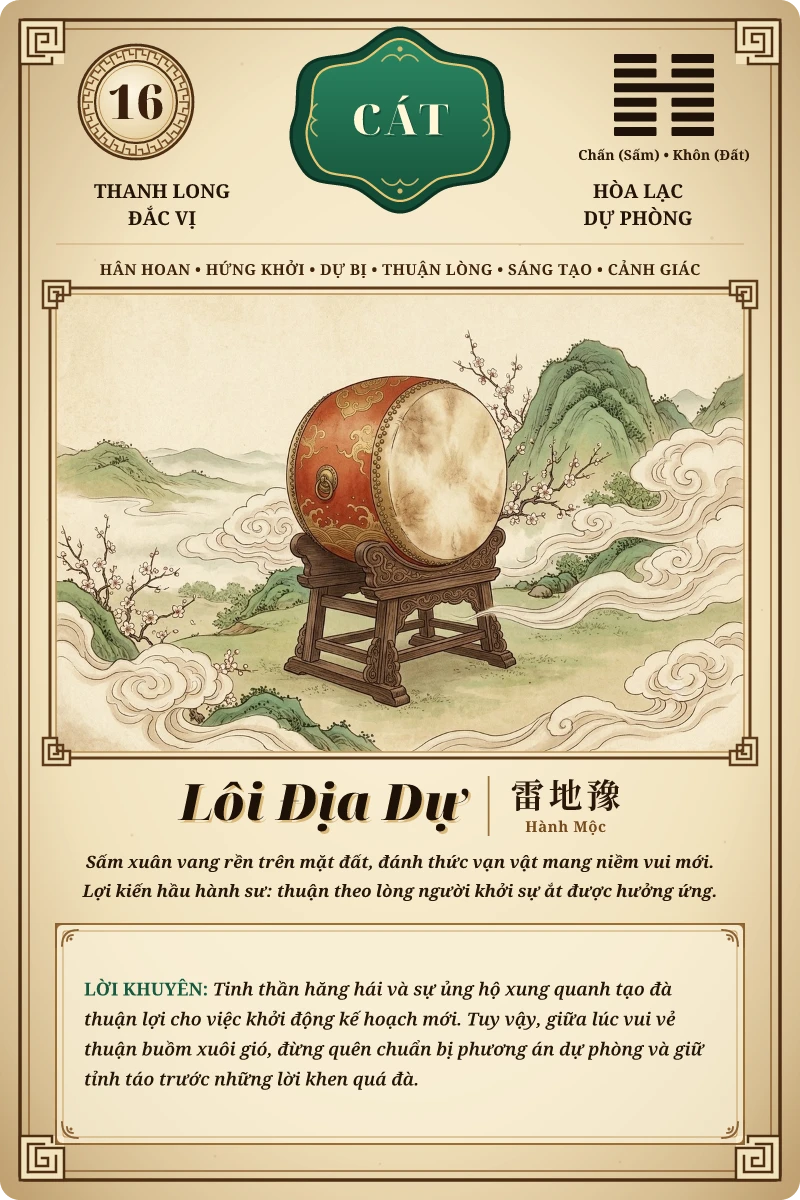 16
CÁT
Chấn (Sấm) • Khôn (Đất)
THANH LONG
ĐẮC VỊ
HÒA LẠC
DỰ PHÒNG
HÂN HOAN • HỨNG KHỞI • DỰ BỊ • THUẬN LÒNG • SÁNG TẠO • CẢNH GIÁC
Lôi Địa Dự
雷地豫
Hành Mộc
Sấm xuân vang rền trên mặt đất, đánh thức vạn vật mang niềm vui mới.
Lợi kiến hầu hành sư: thuận theo lòng người khởi sự ắt được hưởng ứng.
LỜI KHUYÊN: Tinh thần hăng hái và sự ủng hộ xung quanh tạo đà
thuận lợi cho việc khởi động kế hoạch mới. Tuy vậy, giữa lúc vui vẻ
thuận buồm xuôi gió, đừng quên chuẩn bị phương án dự phòng và giữ
tỉnh táo trước những lời khen quá đà.